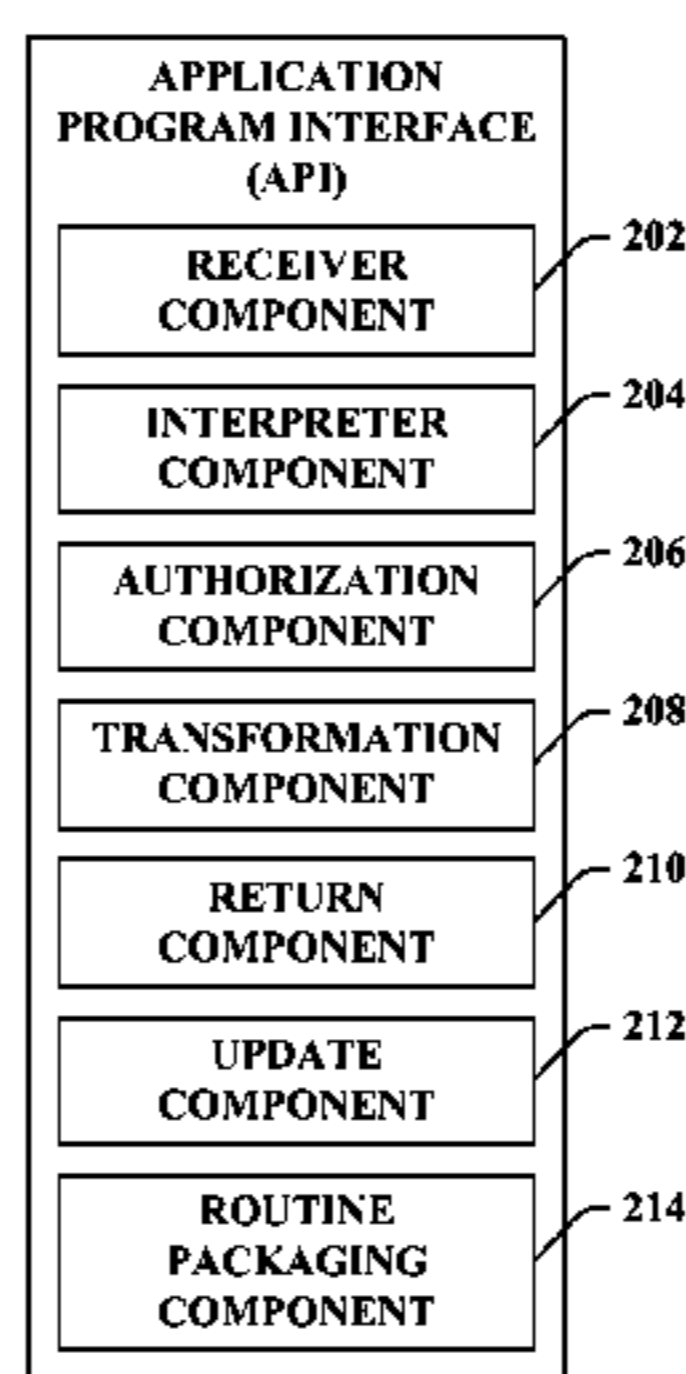 APPLICATION
PROGRAM INTERFACE
(API)
RECEIVER
COMPONENT
202
INTERPRETER
COMPONENT
204
AUTHORIZATION
COMPONENT
206
TRANSFORMATION
COMPONENT
208
RETURN
COMPONENT
210
UPDATE
COMPONENT
212
ROUTINE
PACKAGING
COMPONENT
214